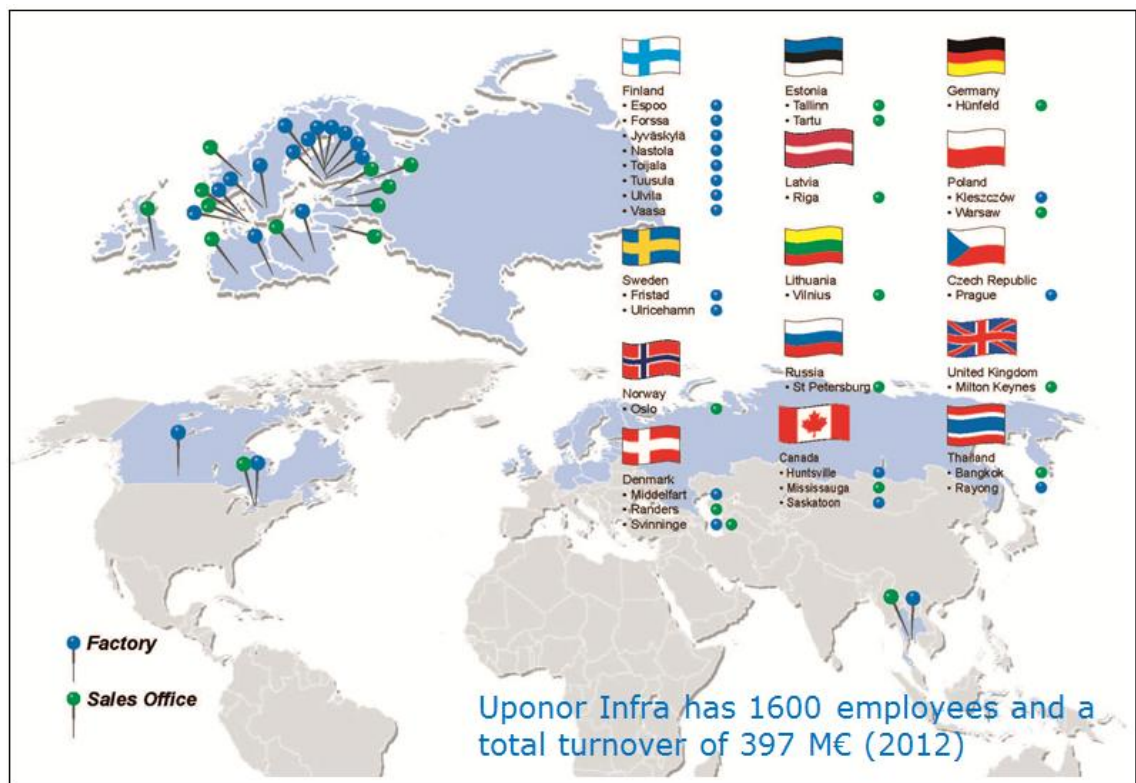 Finland
• Espoo
• Forssa
• Jyväskylä
• Nastola
• Toijala
• Tuusula
• Ulvila
• Vaasa
Sweden
• Fristad
• Ulricehamn
Norway
• Oslo
Denmark
• Middelfart
• Randers
• Svinninge
Estonia
• Tallinn
• Tartu
Latvia
• Riga
Lithuania
• Vilnius
Russia
• St Petersburg
Canada
• Huntsville
• Mississauga
• Saskatoon
Germany
• Hünfeld
Poland
• Kleszczów
• Warsaw
Czech Republic
• Prague
United Kingdom
• Milton Keynes
Thailand
• Bangkok
• Rayong
Factory
Sales Office
Uponor Infra has 1600 employees and a
total turnover of 397 M€ (2012)